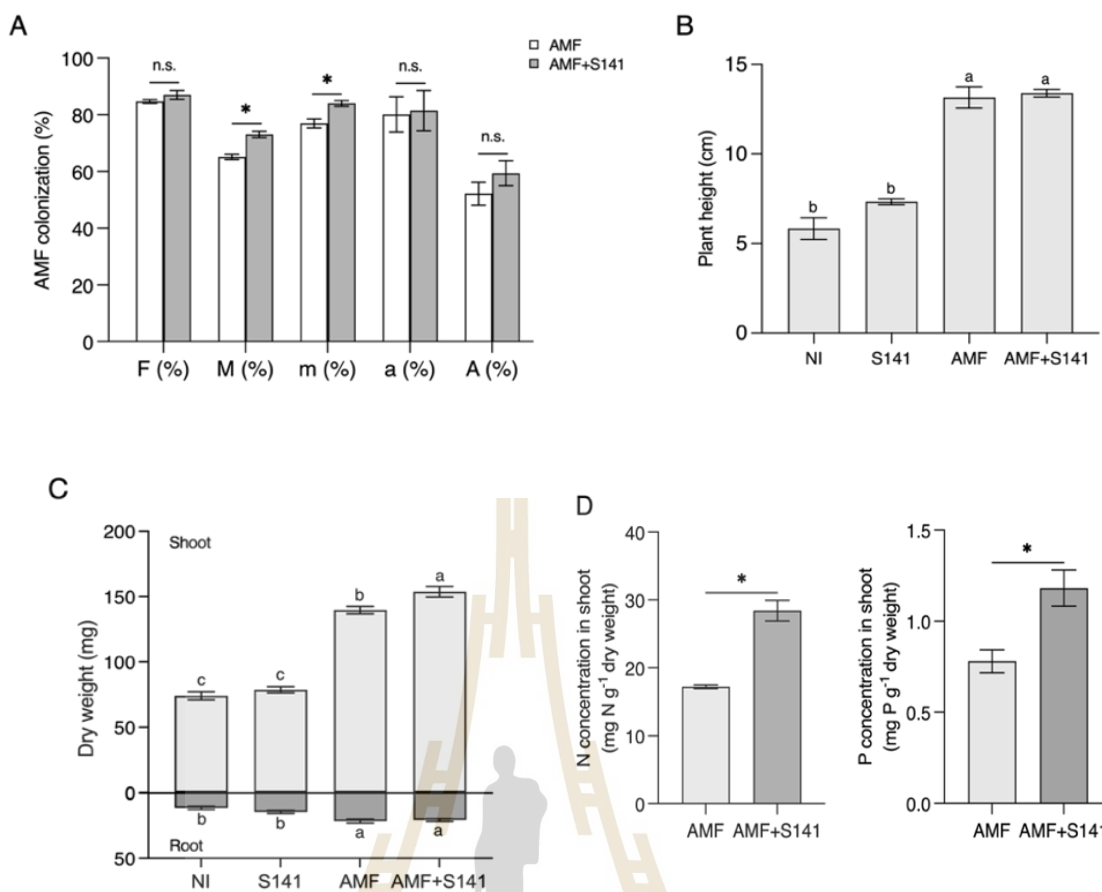 A
AMF
AMF+S141
AMF colonization (%)
100
80
60
40
20
0
n.s.
*
*
n.s.
n.s.
F (%) M (%) m (%) a (%) A (%)
B
Plant height (cm)
15
10
5
0
b b a a
NI S141 AMF AMF+S141
C
Dry weight (mg)
200
150
100
50
0
50
Shoot
c c b a
b b a a
Root
NI S141 AMF AMF+S141
D
N concentration in shoot
(mg N g⁻¹ dry weight)
40
30
20
10
0
*
AMF AMF+S141
P concentration in shoot
(mg P g⁻¹ dry weight)
1.5
1.0
0.5
0.0
*
AMF AMF+S141